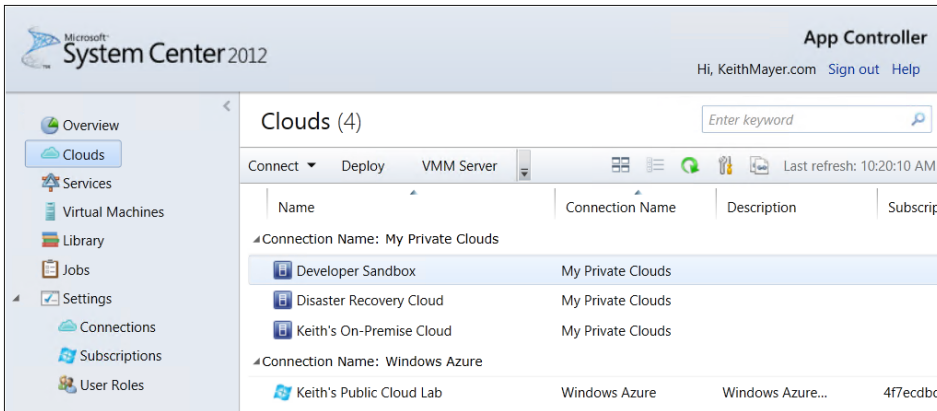 Microsoft
System Center 2012
App Controller
Hi, KeithMayer.com Sign out Help
Overview
Clouds
Services
Virtual Machines
Library
Jobs
Settings
Connections
Subscriptions
User Roles
Clouds (4)
Enter keyword
Connect Deploy VMM Server Last refresh: 10:20:10 AM
Name Connection Name Description Subscrip
Connection Name: My Private Clouds
Developer Sandbox My Private Clouds
Disaster Recovery Cloud My Private Clouds
Keith's On-Premise Cloud My Private Clouds
Connection Name: Windows Azure
Keith's Public Cloud Lab Windows Azure Windows Azure... 4f7ecdbc